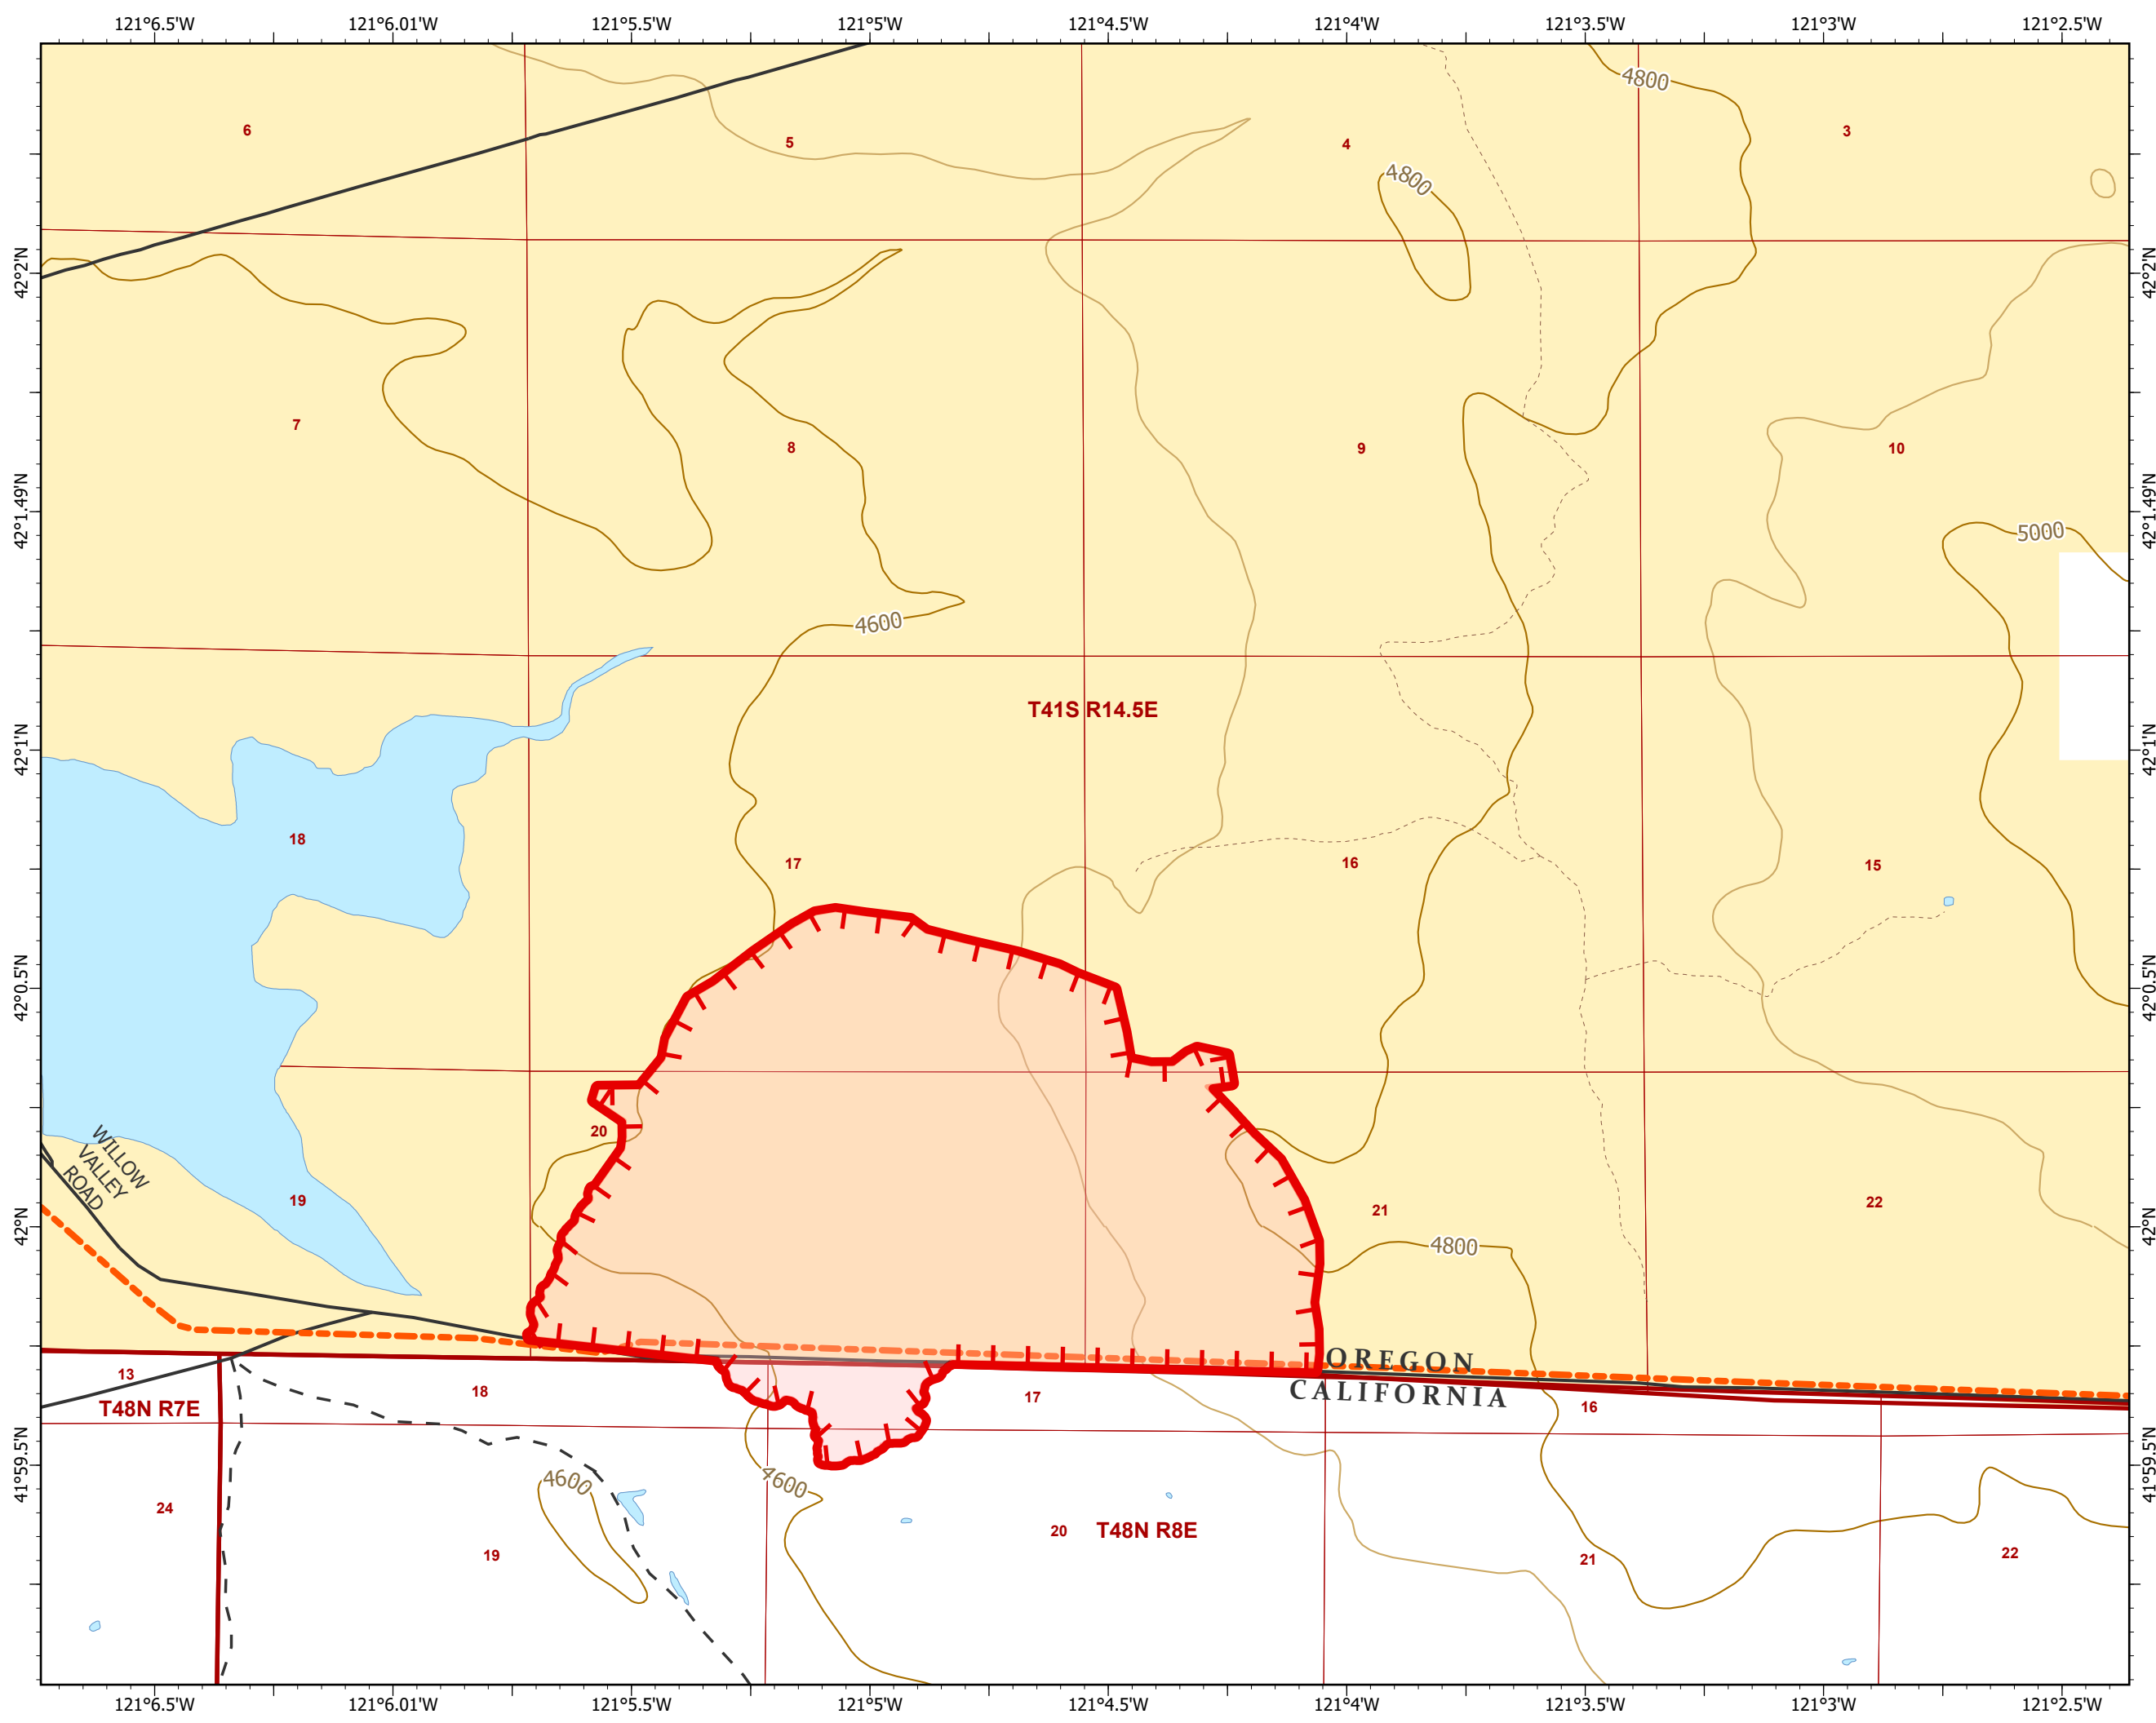 121°6.5'W 121°6.01'W 121°5.5'W 121°5'W 121°4.5'W 121°4'W 121°3.5'W 121°3'W 121°2.5'W
4800
6 5 4 3
4800
42°2'N 42°2'N
7 8 9 10
42°1.49'N 42°1.49'N
5000
4600
T41S R14.5E
42°1'N 42°1'N
18 17 16 15
42°0.5'N 42°0.5'N
20
WILLOW
VALLEY
ROAD
19 21 22
42°N 42°N
4800
OREGON
CALIFORNIA
13 18 17 16
T48N R7E
41°59.5'N 41°59.5'N
4600 4600
24 20 T48N R8E
19 21 22
121°6.5'W 121°6.01'W 121°5.5'W 121°5'W 121°4.5'W 121°4'W 121°3.5'W 121°3'W 121°2.5'W